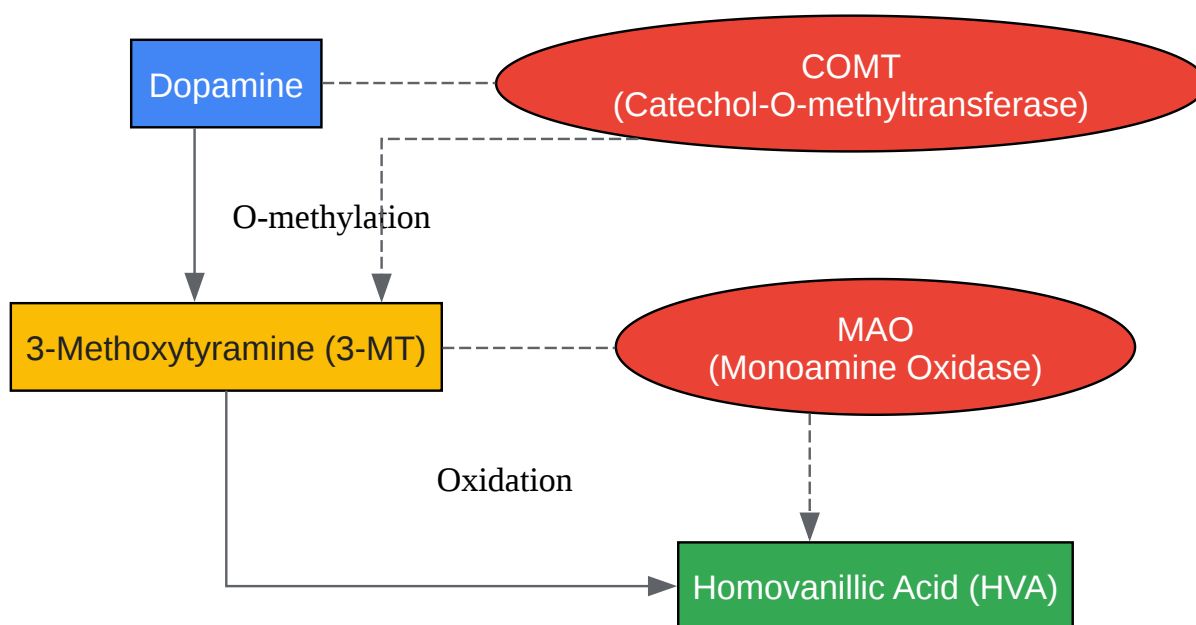 Dopamine
COMT
(Catechol-O-methyltransferase)
O-methylation
3-Methoxytyramine (3-MT)
MAO
(Monoamine Oxidase)
Oxidation
Homovanillic Acid (HVA)